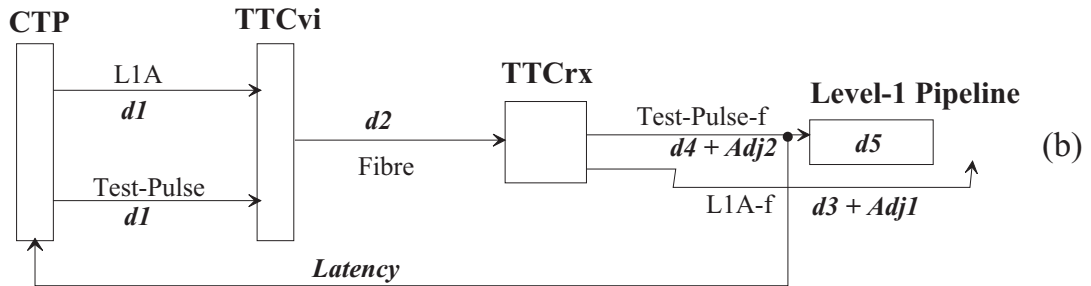 CTP
TTCvi
L1A
d1
TTCrx
Level-1 Pipeline
d2
Test-Pulse-f
d4 + Adj2
d5
(b)
Fibre
Test-Pulse
d1
L1A-f
d3 + Adj1
Latency